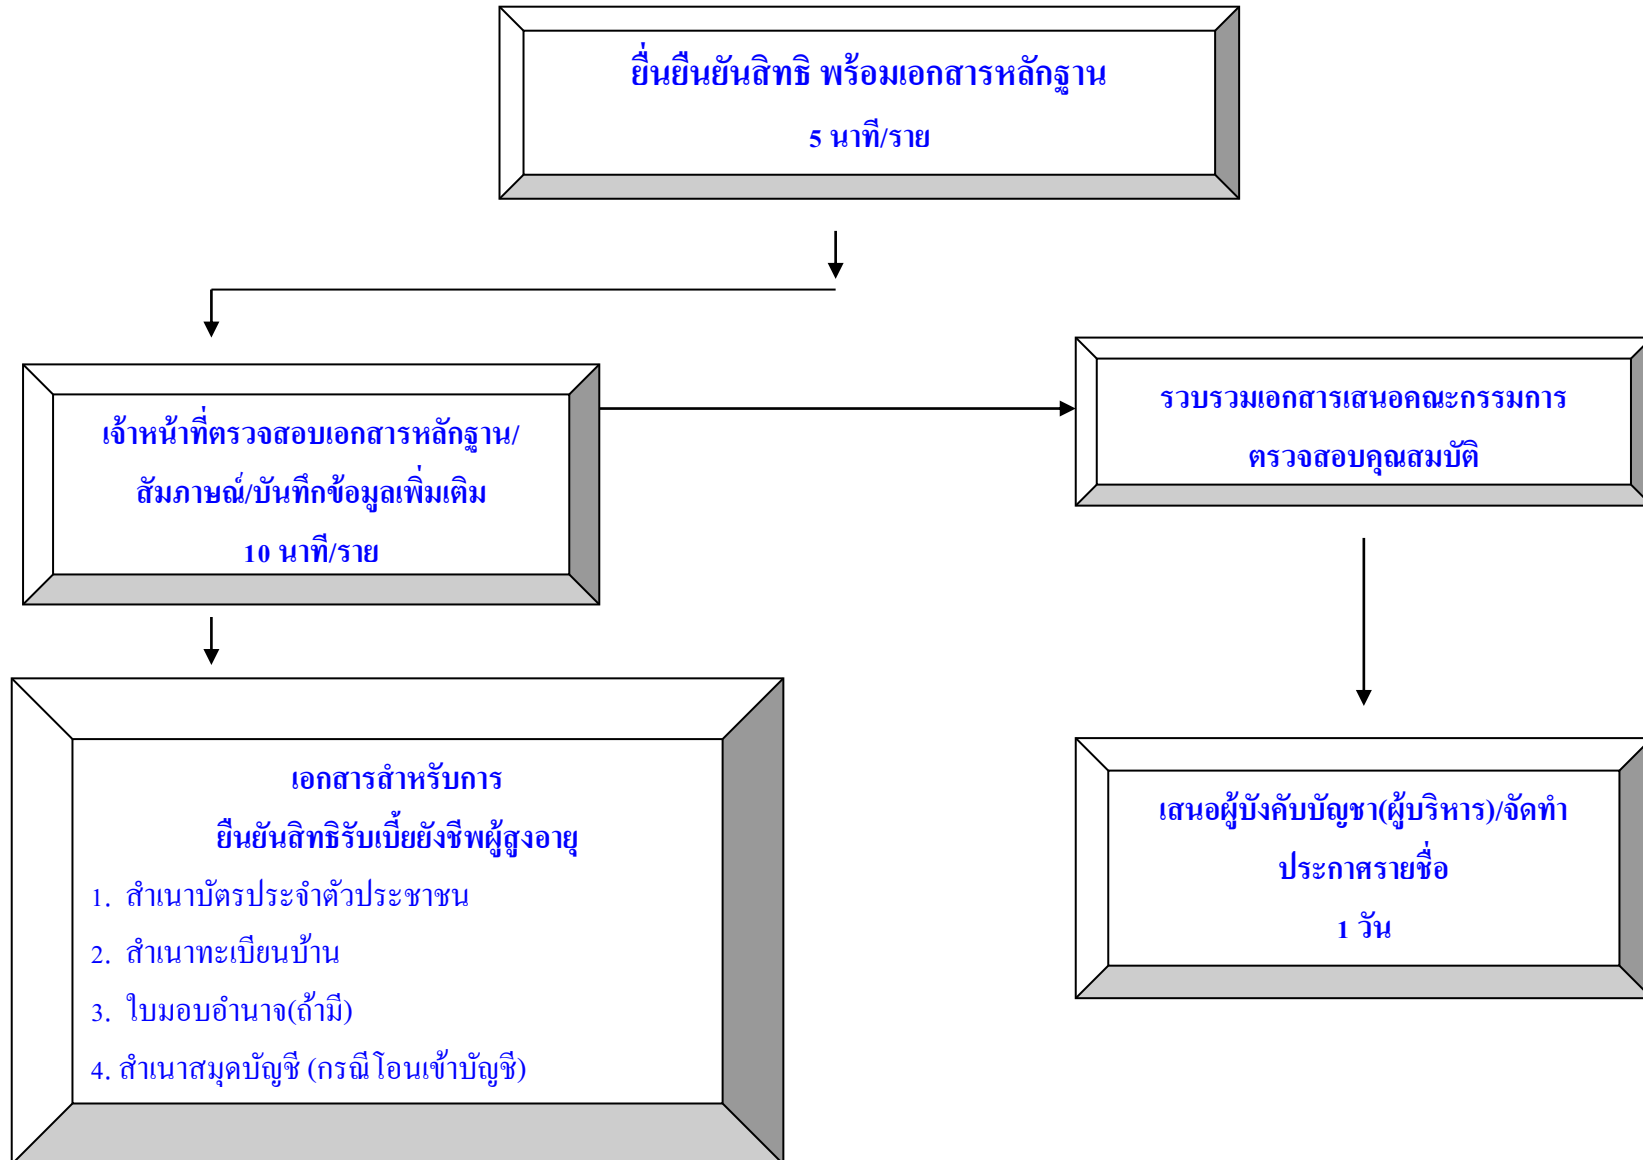 ยื่นยืนยันสิทธิ พร้อมเอกสารหลักฐาน
5 นาที/ราย
เจ้าหน้าที่ตรวจสอบเอกสารหลักฐาน/
สัมภาษณ์/บันทึกข้อมูลเพิ่มเติม
10 นาที/ราย
รวบรวมเอกสารเสนอคณะกรรมการ
ตรวจสอบคุณสมบัติ
เอกสารสำหรับการ
ยืนยันสิทธิรับเบี้ยยังชีพผู้สูงอายุ
1. สำเนาบัตรประจำตัวประชาชน
2. สำเนาทะเบียนบ้าน
3. ใบมอบอำนาจ(ถ้ามี)
4. สำเนาสมุดบัญชี (กรณีโอนเข้าบัญชี)
เสนอผู้บังคับบัญชา(ผู้บริหาร)/จัดทำ
ประกาศรายชื่อ
1 วัน